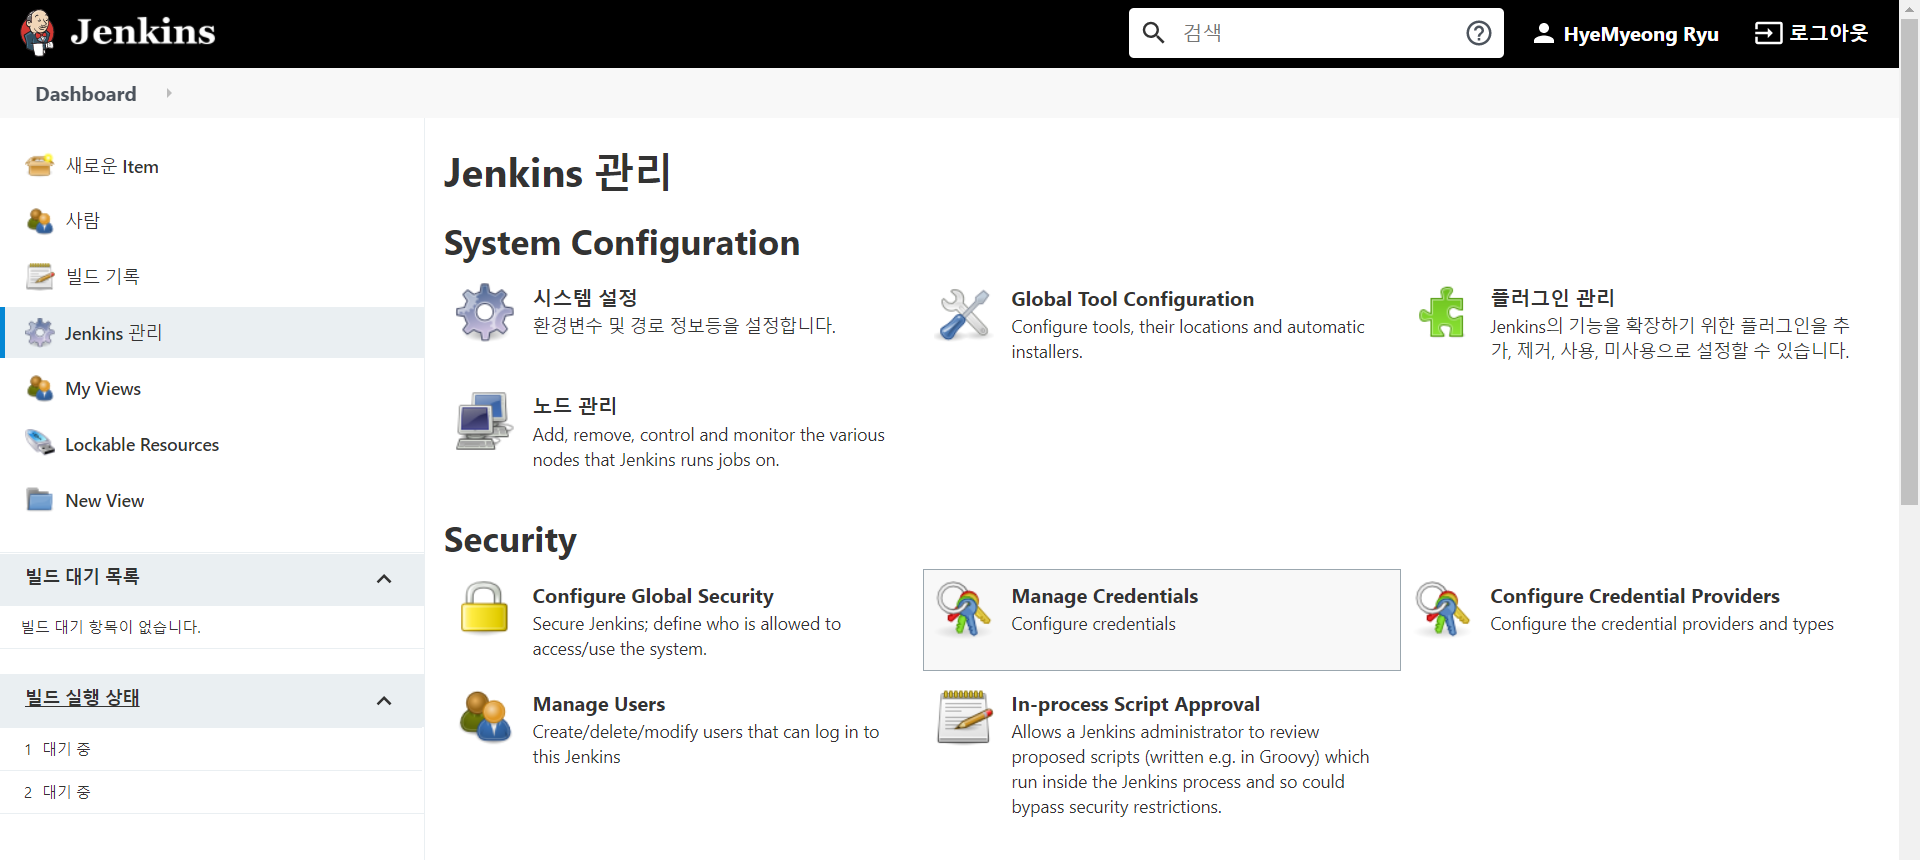 Jenkins
검색
HyeMyeong Ryu
로그아웃
Dashboard
새로운 Item
사람
빌드 기록
Jenkins 관리
My Views
Lockable Resources
New View
빌드 대기 목록
빌드 대기 항목이 없습니다.
빌드 실행 상태
1 대기 중
2 대기 중
Jenkins 관리
System Configuration
시스템 설정
환경변수 및 경로 정보등을 설정합니다.
Global Tool Configuration
Configure tools, their locations and automatic
installers.
플러그인 관리
Jenkins의 기능을 확장하기 위한 플러그인을 추
가, 제거, 사용, 미사용으로 설정할 수 있습니다.
노드 관리
Add, remove, control and monitor the various
nodes that Jenkins runs jobs on.
Security
Configure Global Security
Secure Jenkins; define who is allowed to
access/use the system.
Manage Credentials
Configure credentials
Configure Credential Providers
Configure the credential providers and types
Manage Users
Create/delete/modify users that can log in to
this Jenkins
In-process Script Approval
Allows a Jenkins administrator to review
proposed scripts (written e.g. in Groovy) which
run inside the Jenkins process and so could
bypass security restrictions.